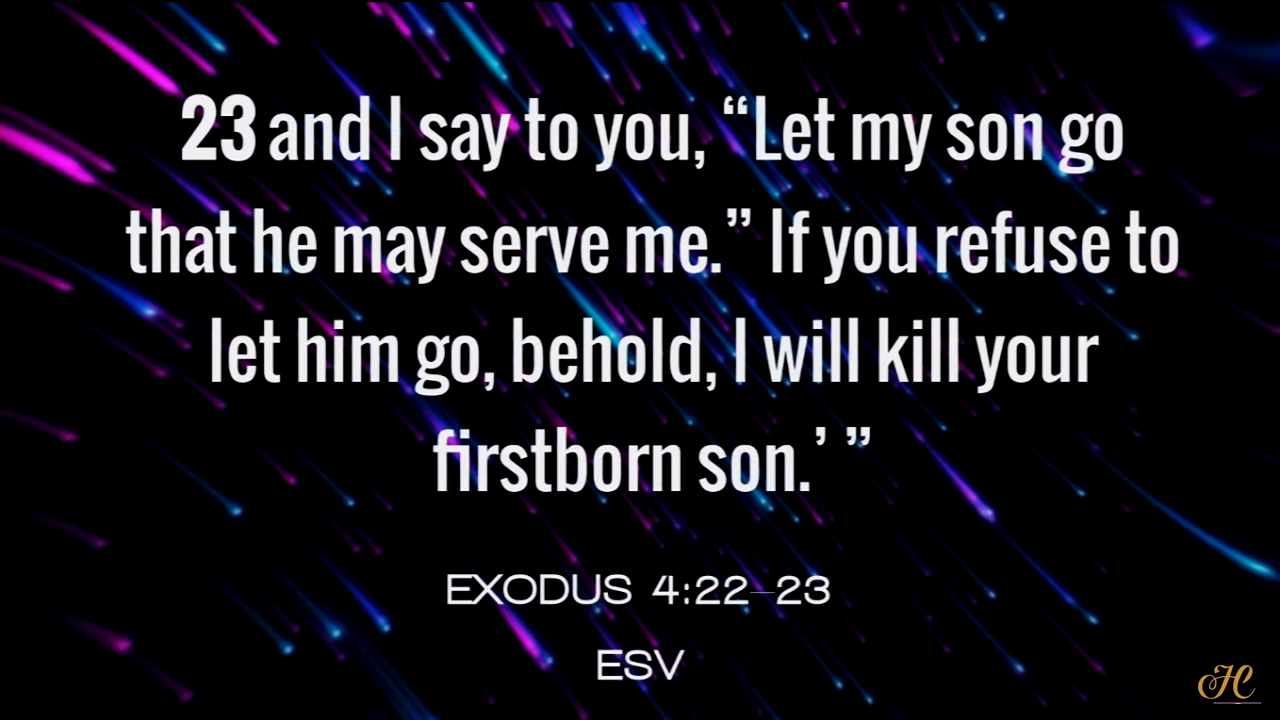 23 and I say to you, “Let my son go
that he may serve me.” If you refuse to
let him go, behold, I will kill your
firstborn son.’ ”
EXODUS 4:22–23
ESV
HC